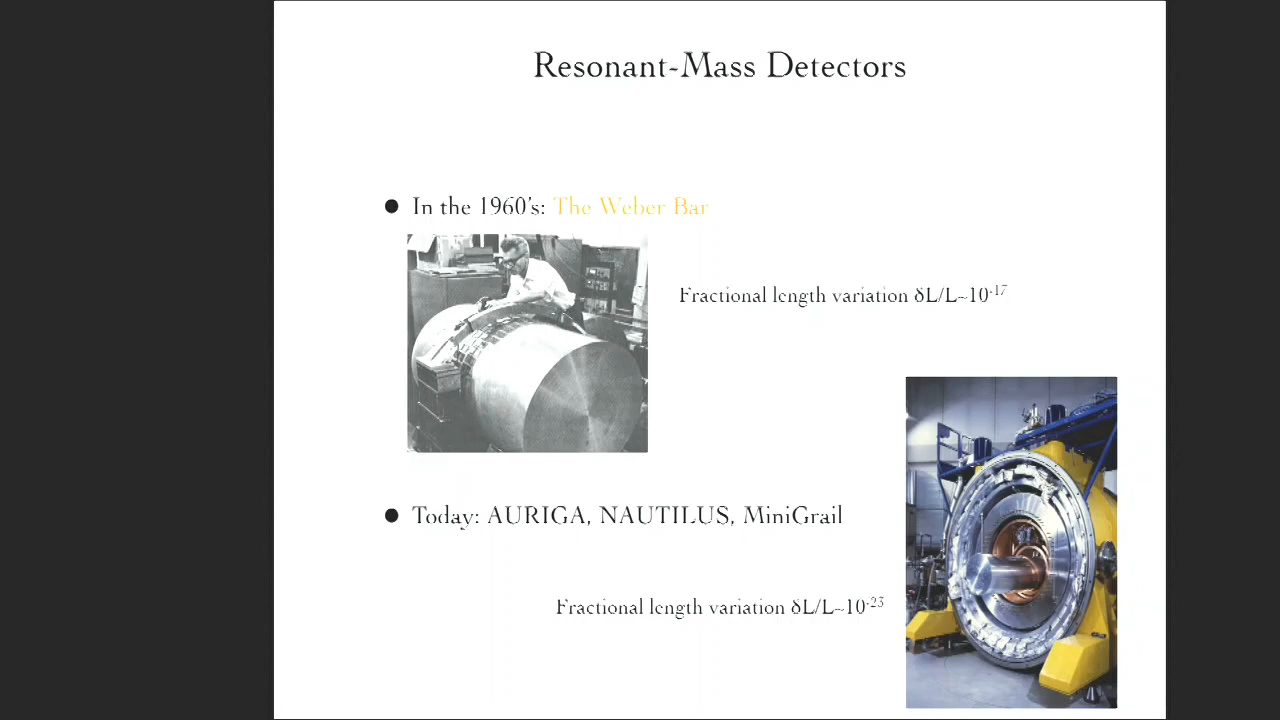 Resonant-Mass Detectors
● In the 1960's: The Weber Bar
Fractional length variation δL/L~10⁻¹⁷
● Today: AURIGA, NAUTILUS, MiniGrail
Fractional length variation δL/L~10⁻²³